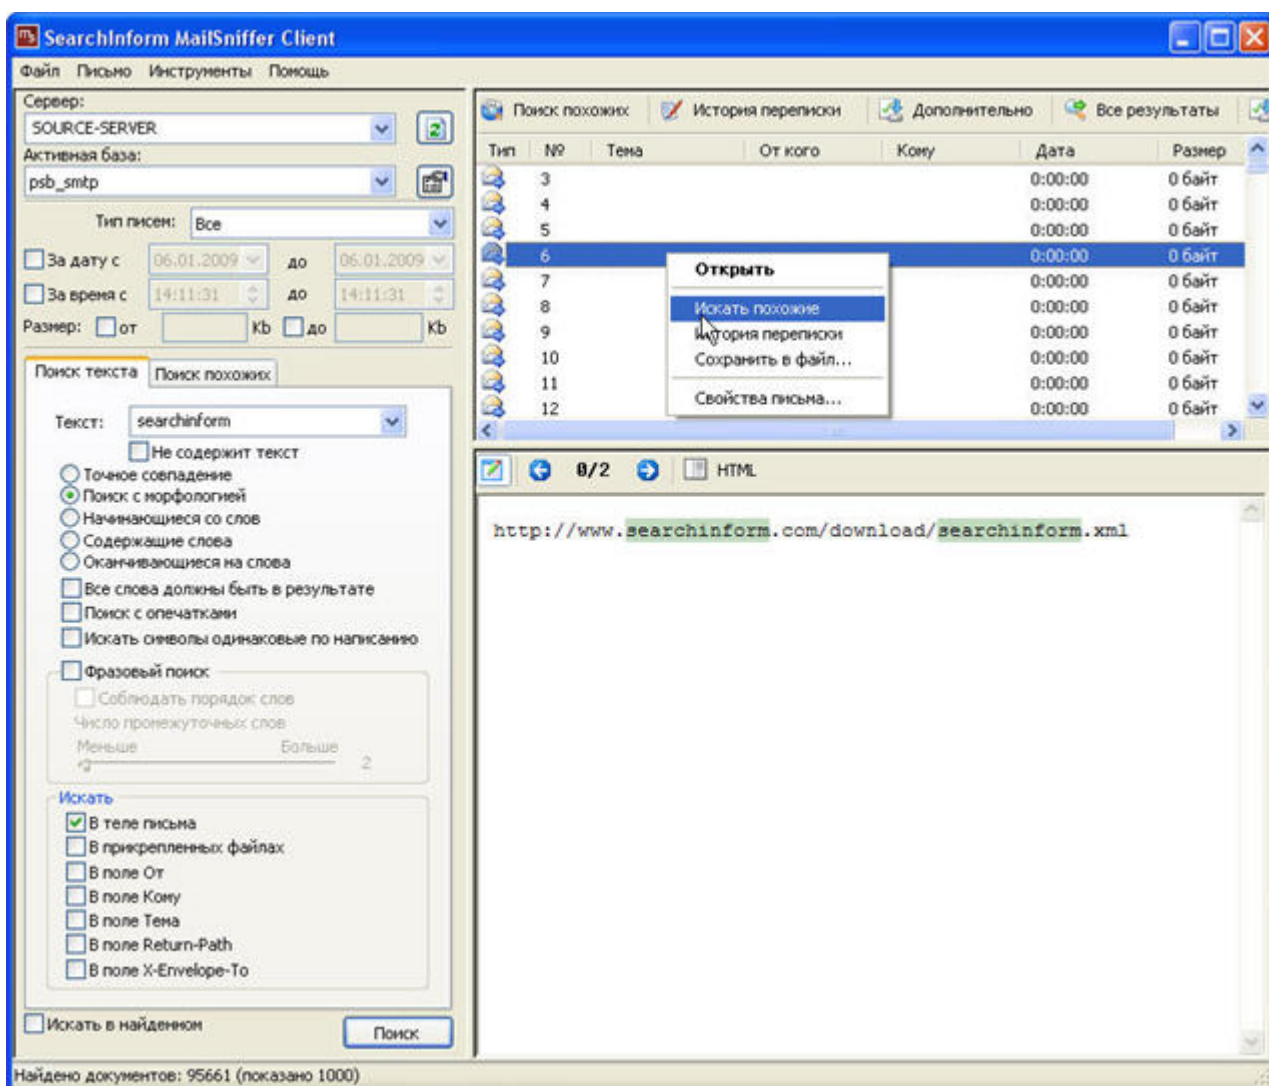 SearchInform MailSniffer Client
Файл Письмо Инструменты Помощь
Сервер:
SOURCE-SERVER
Активная база:
psb_smtp
Тип писем: Все
За дату с 06.01.2009 до 06.01.2009
За время с 14:11:31 до 14:11:31
Размер: от Kb до Kb
Поиск текста Поиск похожих
Текст: searchinform
Не содержит текст
Точное совпадение
Поиск с морфологией
Начинающиеся со слов
Содержащие слова
Оканчивающиеся на слова
Все слова должны быть в результате
Поиск с опечатками
Искать символы одинаковые по написанию
Фразовый поиск
Соблюдать порядок слов
Число промежуточных слов
Меньше Больше
2
Искать
В теле письма
В прикрепленных файлах
В поле От
В поле Кому
В поле Тема
В поле Return-Path
В поле X-Envelope-To
Искать в найденном
Поиск
Поиск похожих История переписки Дополнительно Все результаты
Тип № Тема От кого Кому Дата Размер
3 0:00:00 0 байт
4 0:00:00 0 байт
5 0:00:00 0 байт
6 0:00:00 0 байт
7 0:00:00 0 байт
8 0:00:00 0 байт
9 0:00:00 0 байт
10 0:00:00 0 байт
11 0:00:00 0 байт
12 0:00:00 0 байт
Открыть
Искать похожие
История переписки
Сохранить в файл...
Свойства письма...
0/2 HTML
http://www.searchinform.com/download/searchinform.xml
Найдено документов: 95661 (показано 1000)